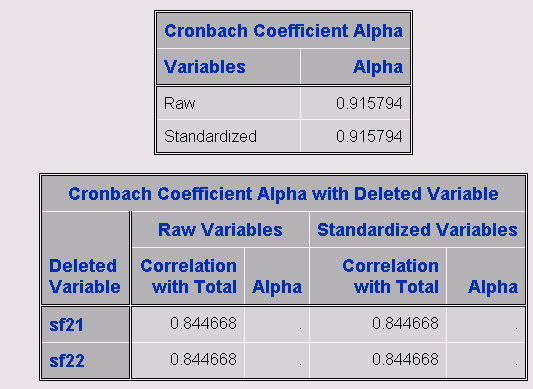 Cronbach Coefficient Alpha
Variables Alpha
Raw 0.915794
Standardized 0.915794
Cronbach Coefficient Alpha with Deleted Variable
Raw Variables Standardized Variables
Deleted Variable Correlation with Total Alpha Correlation with Total Alpha
sf21 0.844668 . 0.844668 .
sf22 0.844668 . 0.844668 .